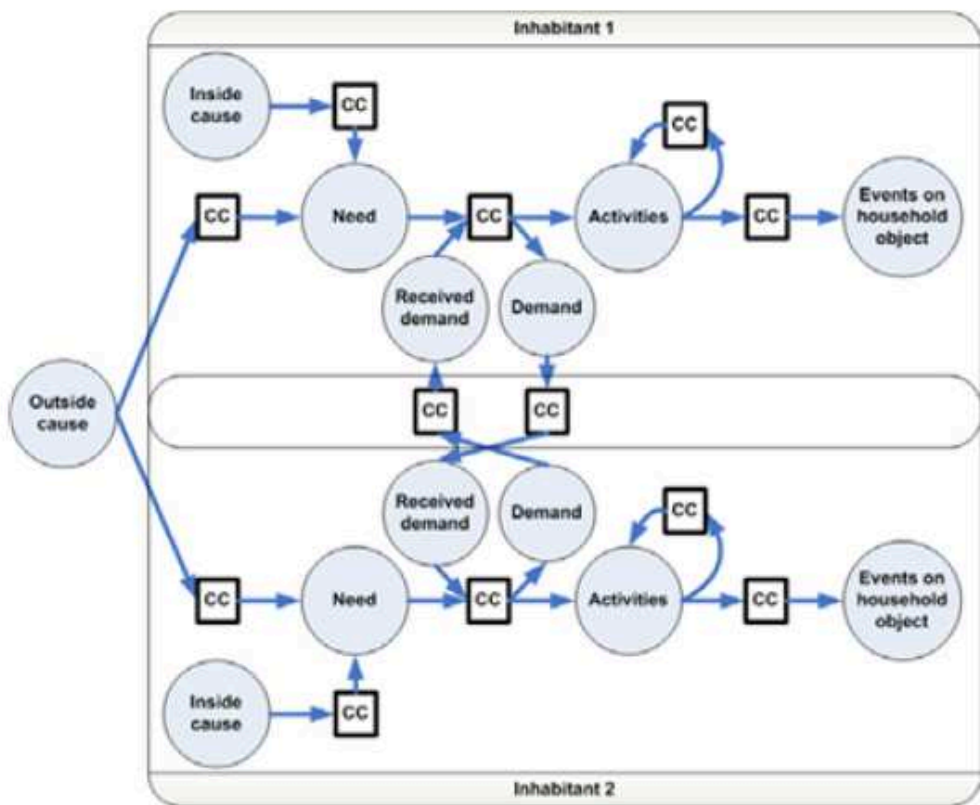 Inhabitant 1
Inside
cause
CC
CC
CC
Need
CC
Activities
CC
Events on
household
object
Received
demand
Demand
Outside
cause
CC
CC
Received
demand
Demand
CC
CC
Need
CC
Activities
CC
Events on
household
object
Inside
cause
CC
Inhabitant 2